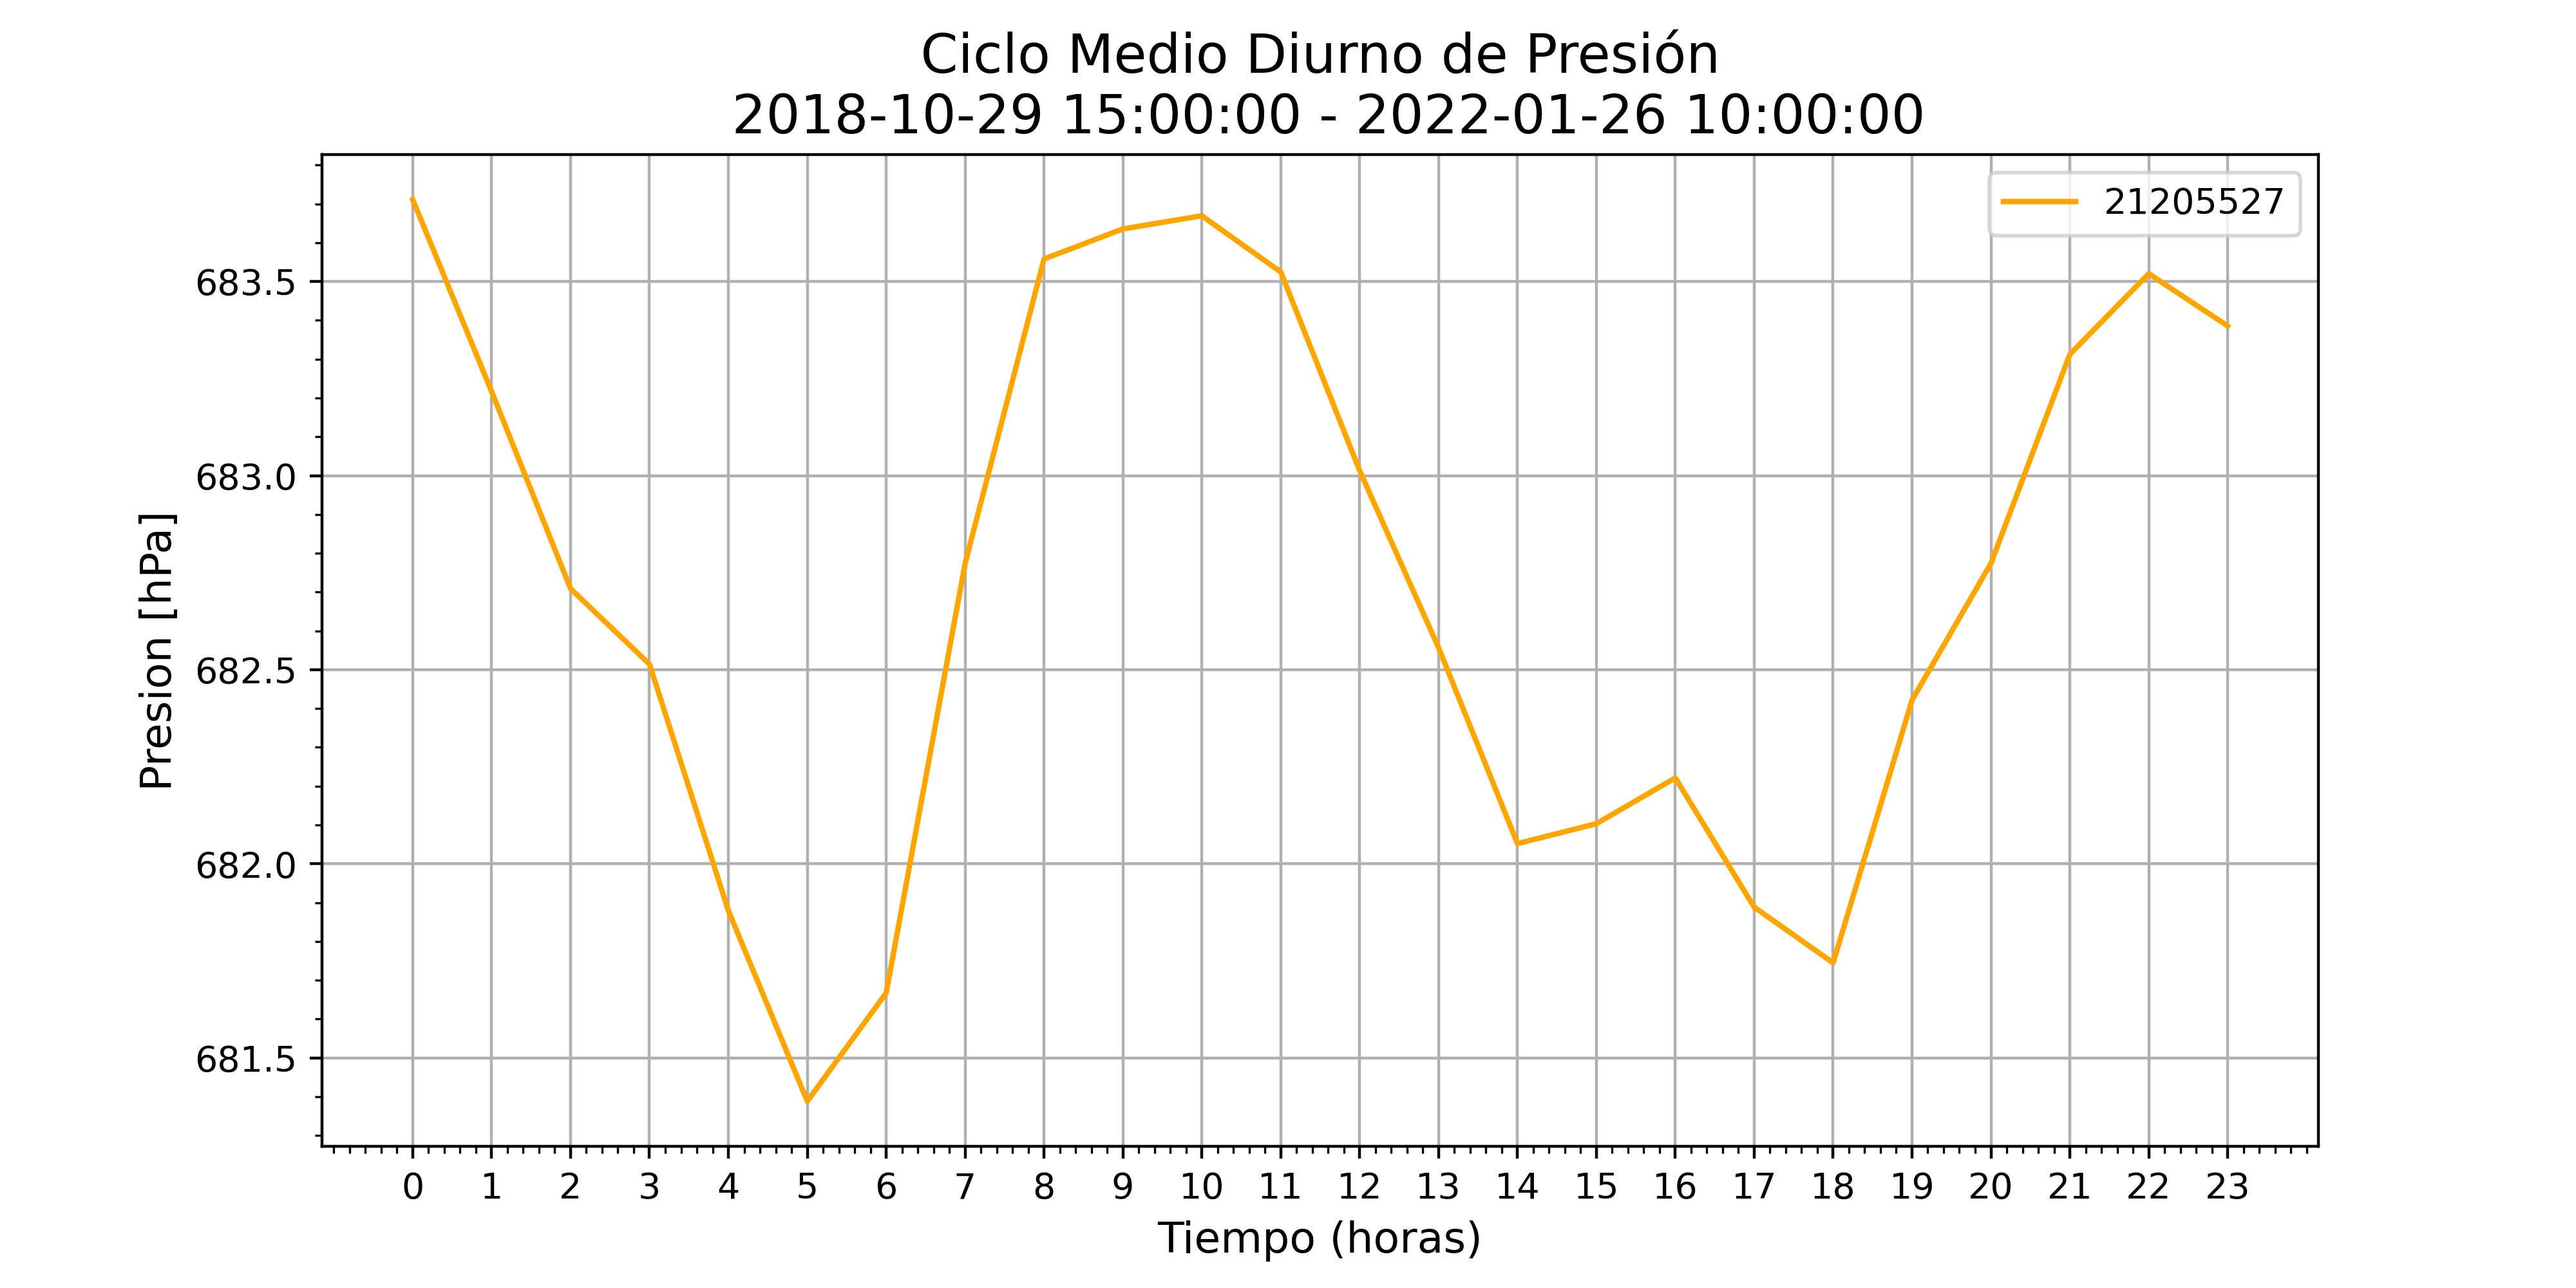 Ciclo Medio Diurno de Presión
2018-10-29 15:00:00 - 2022-01-26 10:00:00
21205527
Presion [hPa]
683.5
683.0
682.5
682.0
681.5
0 1 2 3 4 5 6 7 8 9 10 11 12 13 14 15 16 17 18 19 20 21 22 23
Tiempo (horas)